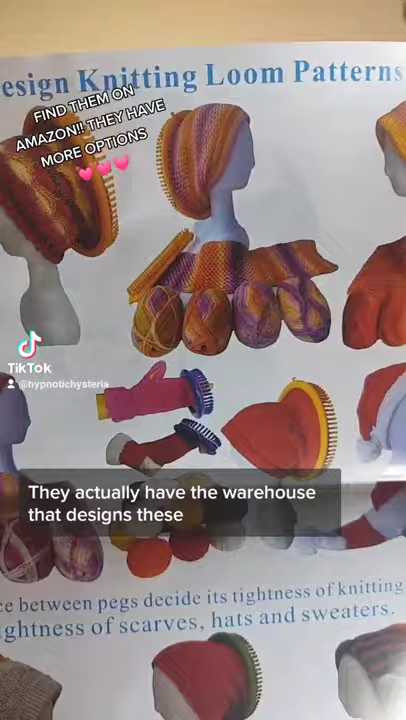 esign Knitting Loom Patterns
FIND THEM ON
AMAZON!! THEY HAVE
MORE OPTIONS
TikTok
@hypnotichysteria
They actually have the warehouse
that designs these
ce between pegs decide its tightness of knitting
ghtness of scarves, hats and sweaters.